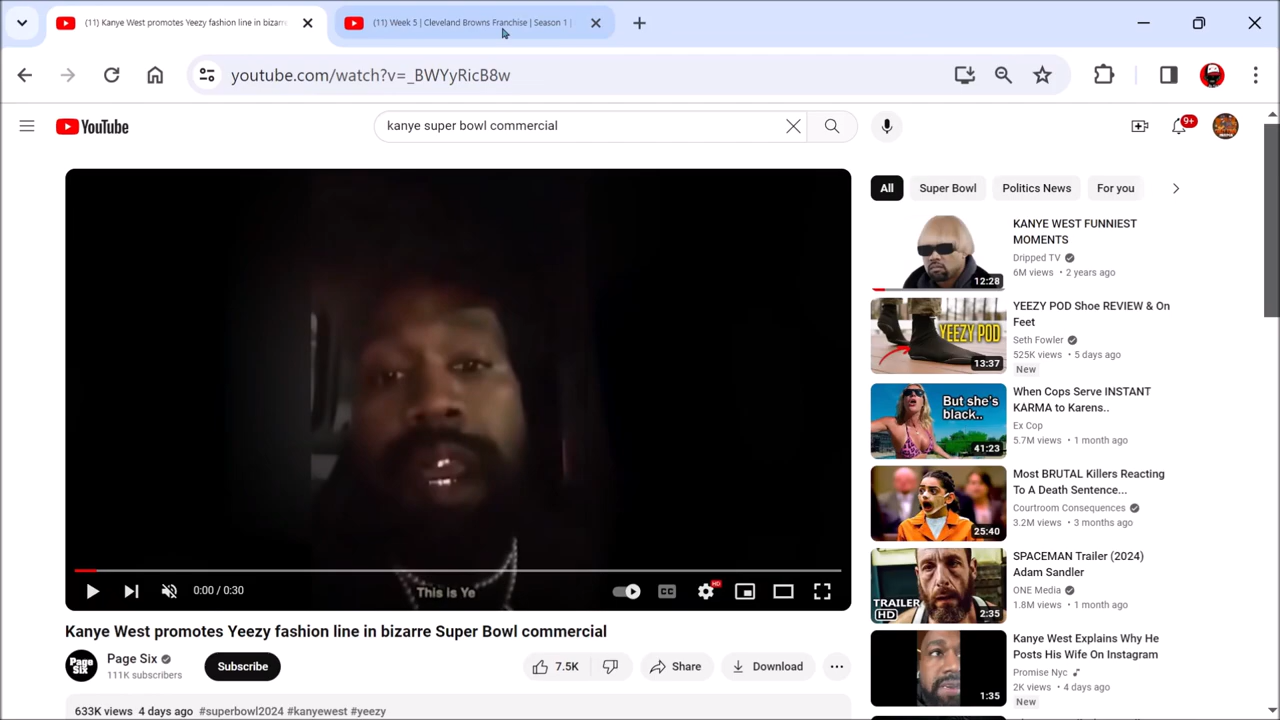 (11) Kanye West promotes Yeezy fashion line in bizarre
(11) Week 5 | Cleveland Browns Franchise | Season 1 |
youtube.com/watch?v=_BWYyRicB8w
YouTube
kanye super bowl commercial
9+
All
Super Bowl
Politics News
For you
This Is Ye
0:00 / 0:30
HD
Kanye West promotes Yeezy fashion line in bizarre Super Bowl commercial
Page Six
Page Six
111K subscribers
Subscribe
7.5K
Share
Download
633K views 4 days ago #superbowl2024 #kanyewest #yeezy
KANYE WEST FUNNIEST
MOMENTS
Dripped TV
6M views • 2 years ago
12:28
YEEZY POD
13:37
YEEZY POD Shoe REVIEW & On
Feet
Seth Fowler
525K views • 5 days ago
New
But she's
black..
41:23
When Cops Serve INSTANT
KARMA to Karens..
Ex Cop
5.7M views • 1 month ago
25:40
Most BRUTAL Killers Reacting
To A Death Sentence...
Courtroom Consequences
3.2M views • 3 months ago
TRAILER
HD
2:35
SPACEMAN Trailer (2024)
Adam Sandler
ONE Media
1.8M views • 1 month ago
1:35
Kanye West Explains Why He
Posts His Wife On Instagram
Promise Nyc
2K views • 4 days ago
New